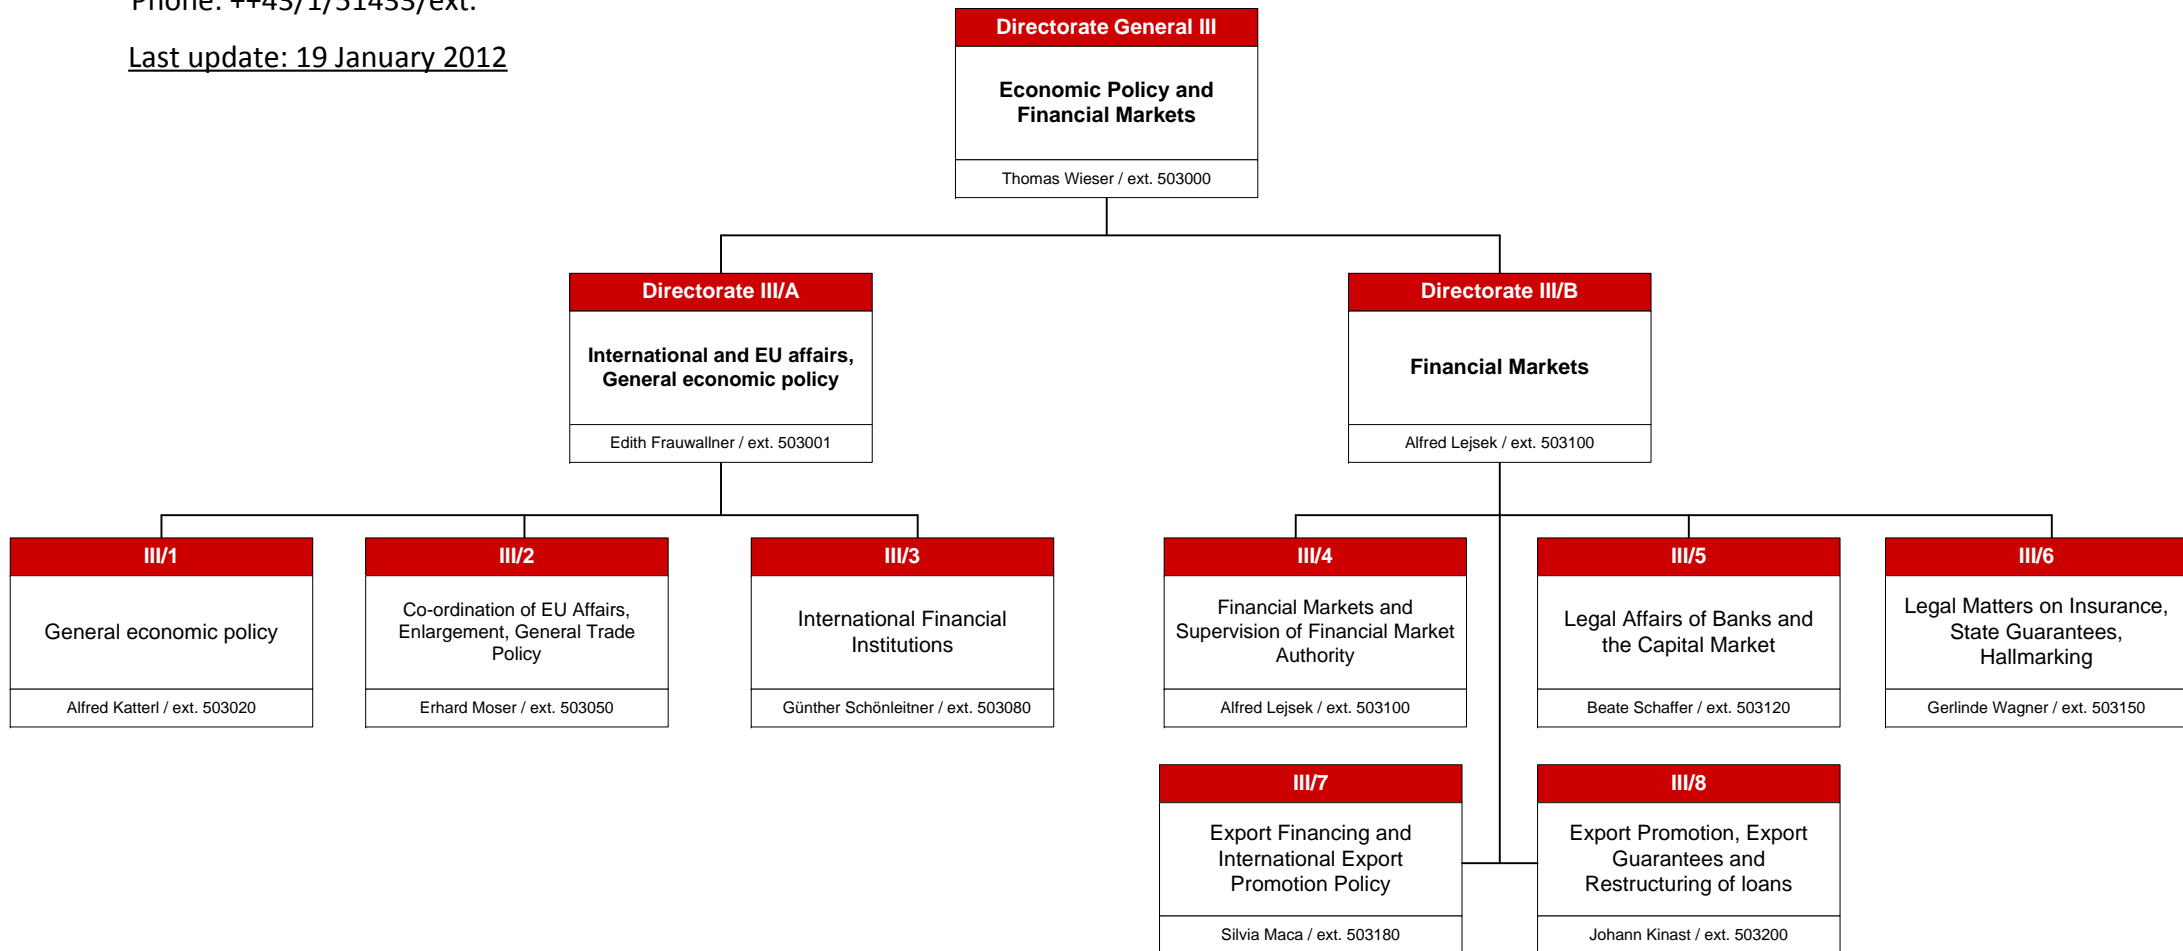 Phone: ++43/1/51433/ext.
Last update: 19 January 2012
Directorate General III
Economic Policy and
Financial Markets
Thomas Wieser / ext. 503000
Directorate III/A
International and EU affairs,
General economic policy
Edith Frauwallner / ext. 503001
Directorate III/B
Financial Markets
Alfred Lejsek / ext. 503100
III/1
General economic policy
Alfred Katterl / ext. 503020
III/2
Co-ordination of EU Affairs,
Enlargement, General Trade
Policy
Erhard Moser / ext. 503050
III/3
International Financial
Institutions
Günther Schönleitner / ext. 503080
III/4
Financial Markets and
Supervision of Financial Market
Authority
Alfred Lejsek / ext. 503100
III/5
Legal Affairs of Banks and
the Capital Market
Beate Schaffer / ext. 503120
III/6
Legal Matters on Insurance,
State Guarantees,
Hallmarking
Gerlinde Wagner / ext. 503150
III/7
Export Financing and
International Export
Promotion Policy
Silvia Maca / ext. 503180
III/8
Export Promotion, Export
Guarantees and
Restructuring of loans
Johann Kinast / ext. 503200